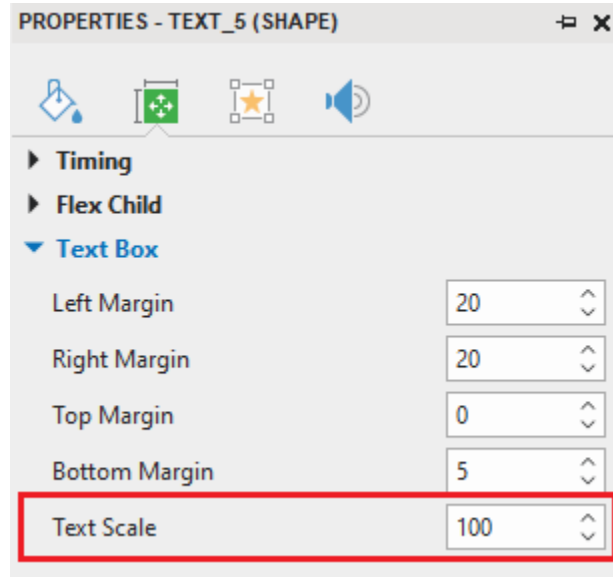 PROPERTIES - TEXT_5 (SHAPE)
Timing
Flex Child
Text Box
Left Margin 20
Right Margin 20
Top Margin 0
Bottom Margin 5
Text Scale 100